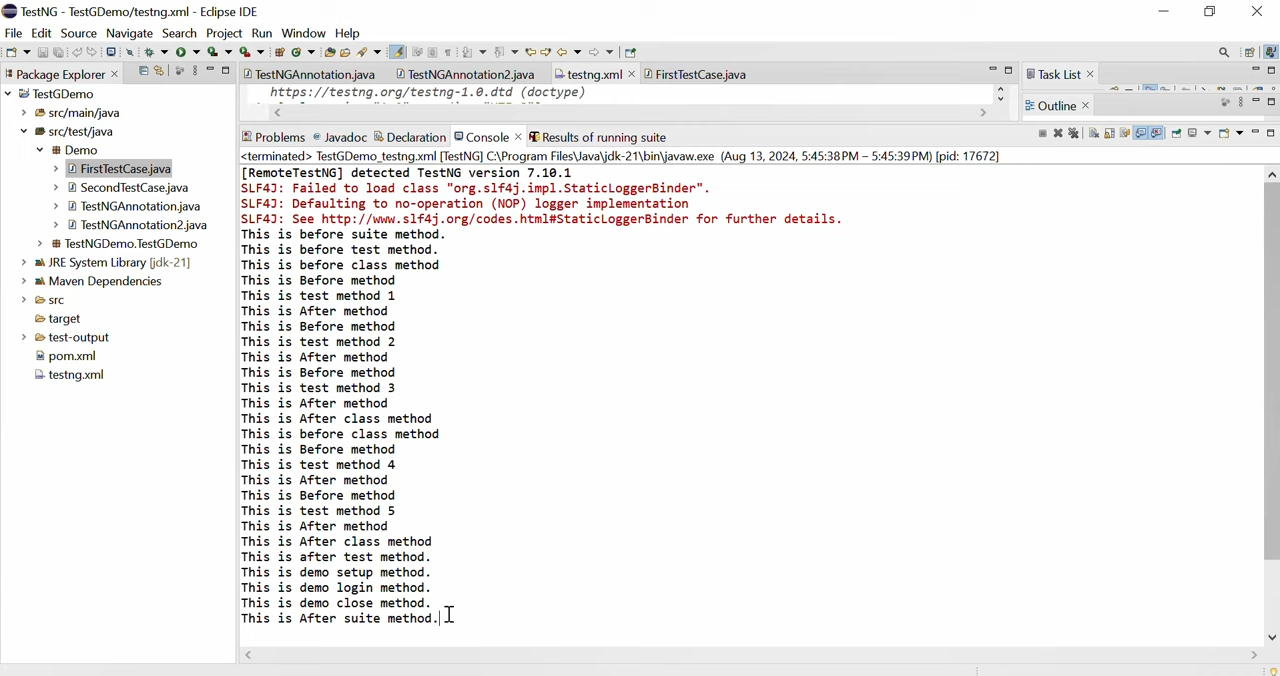 TestNG - TestGDemo/testng.xml - Eclipse IDE
File Edit Source Navigate Search Project Run Window Help
Package Explorer
TestNGAnnotation.java TestNGAnnotation2.java testng.xml FirstTestCase.java
Task List
https://testng.org/testng-1.0.dtd (doctype)
Outline
TestGDemo
src/main/java
src/test/java
Demo
FirstTestCase.java
SecondTestCase.java
TestNGAnnotation.java
TestNGAnnotation2.java
TestNGDemo.TestGDemo
JRE System Library [jdk-21]
Maven Dependencies
src
target
test-output
pom.xml
testng.xml
Problems Javadoc Declaration Console Results of running suite
<terminated> TestGDemo_testng.xml [TestNG] C:\Program Files\Java\jdk-21\bin\javaw.exe (Aug 13, 2024, 5:45:38 PM – 5:45:39 PM) [pid: 17672]
[RemoteTestNG] detected TestNG version 7.10.1
SLF4J: Failed to load class "org.slf4j.impl.StaticLoggerBinder".
SLF4J: Defaulting to no-operation (NOP) logger implementation
SLF4J: See http://www.slf4j.org/codes.html#StaticLoggerBinder for further details.
This is before suite method.
This is before test method.
This is before class method
This is Before method
This is test method 1
This is After method
This is Before method
This is test method 2
This is After method
This is Before method
This is test method 3
This is After method
This is After class method
This is before class method
This is Before method
This is test method 4
This is After method
This is Before method
This is test method 5
This is After method
This is After class method
This is after test method.
This is demo setup method.
This is demo login method.
This is demo close method.
This is After suite method.